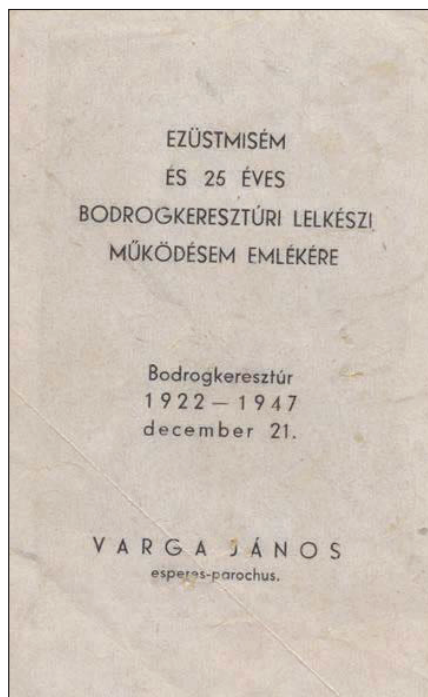 EZÜSTMISÉM
ÉS 25 ÉVES
BODROGKERESZTÚRI LELKÉSZI
MŰKÖDÉSEM EMLÉKÉRE
Bodrogkeresztúr
1922 — 1947
december 21.
VARGA JÁNOS
esperes-parochus.